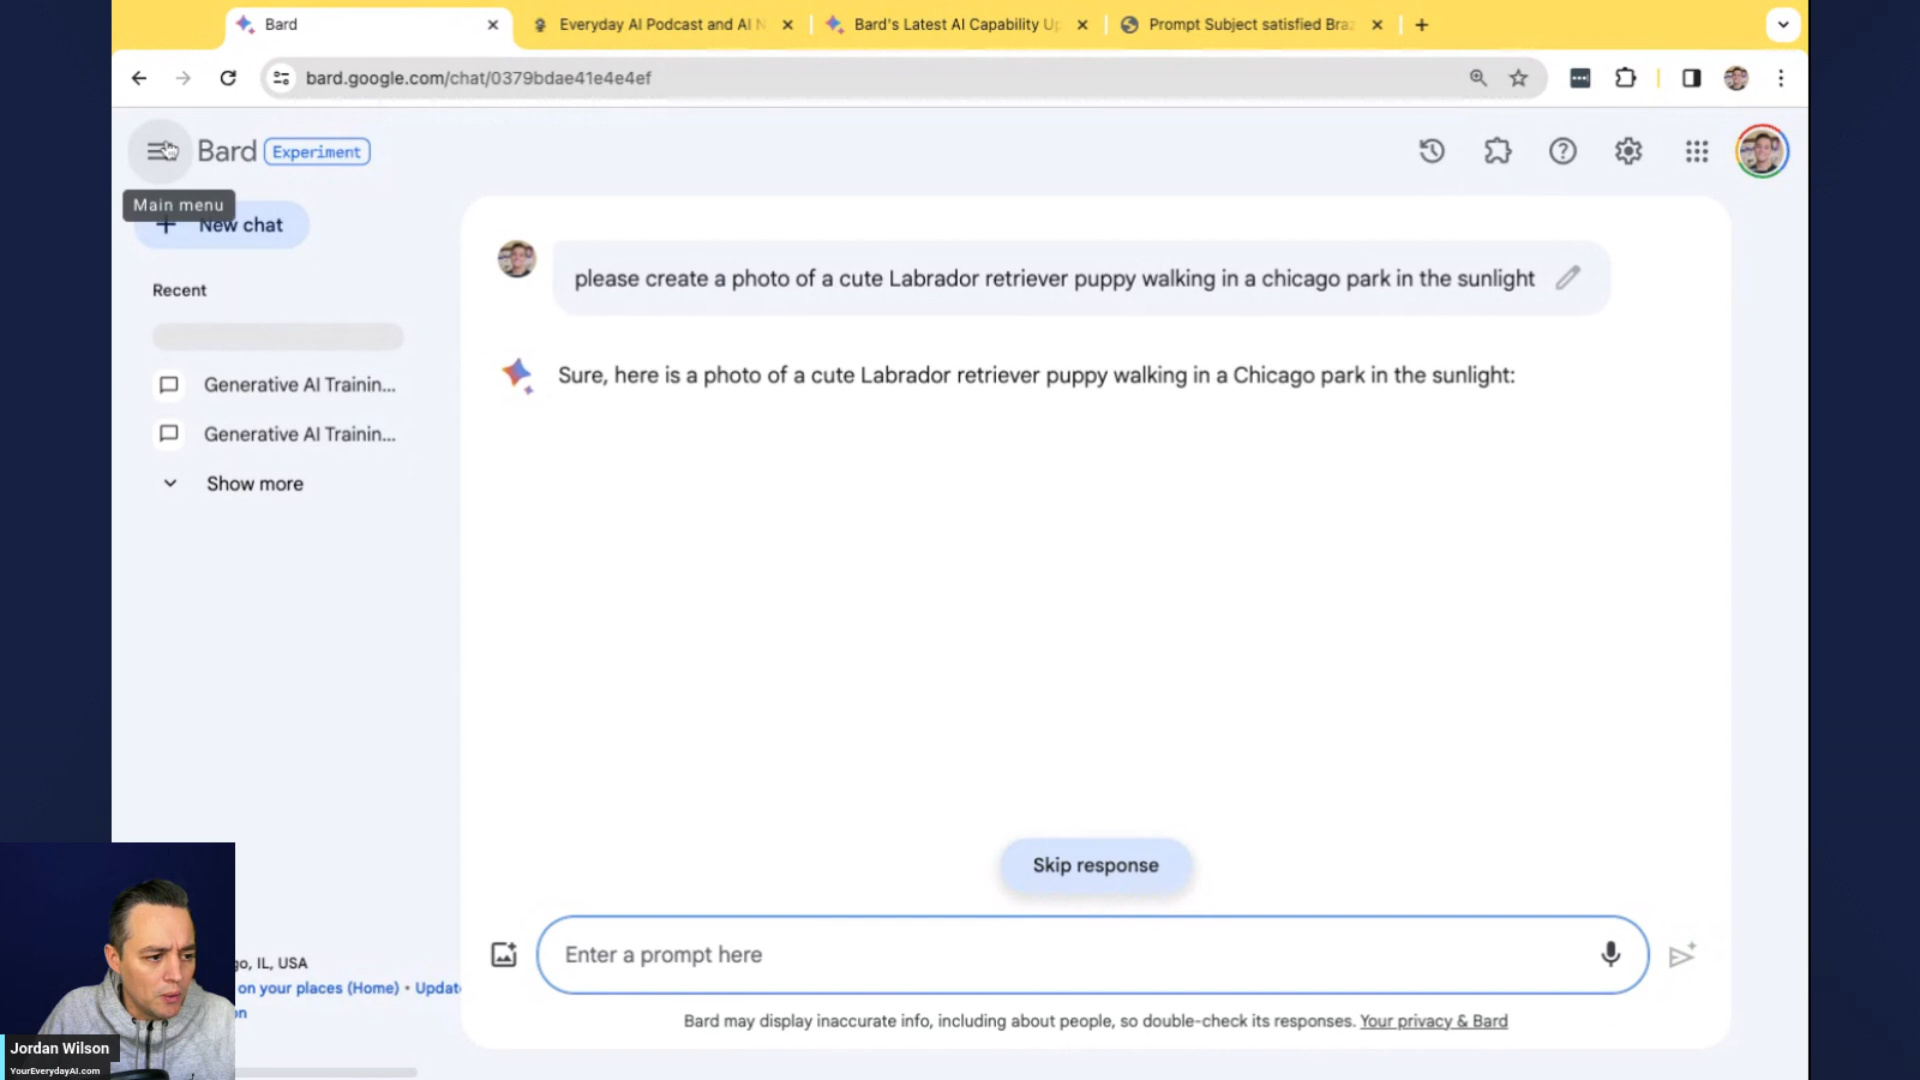 Bard
Everyday AI Podcast and AI N
Bard's Latest AI Capability Up
Prompt Subject satisfied Braz
bard.google.com/chat/0379bdae41e4e4ef
Bard
Experiment
Main menu
New chat
Recent
Generative AI Trainin...
Generative AI Trainin...
Show more
please create a photo of a cute Labrador retriever puppy walking in a chicago park in the sunlight
Sure, here is a photo of a cute Labrador retriever puppy walking in a Chicago park in the sunlight:
Skip response
Enter a prompt here
Bard may display inaccurate info, including about people, so double-check its responses. Your privacy & Bard
go, IL, USA
on your places (Home) • Update
on
Jordan Wilson
YourEverydayAI.com